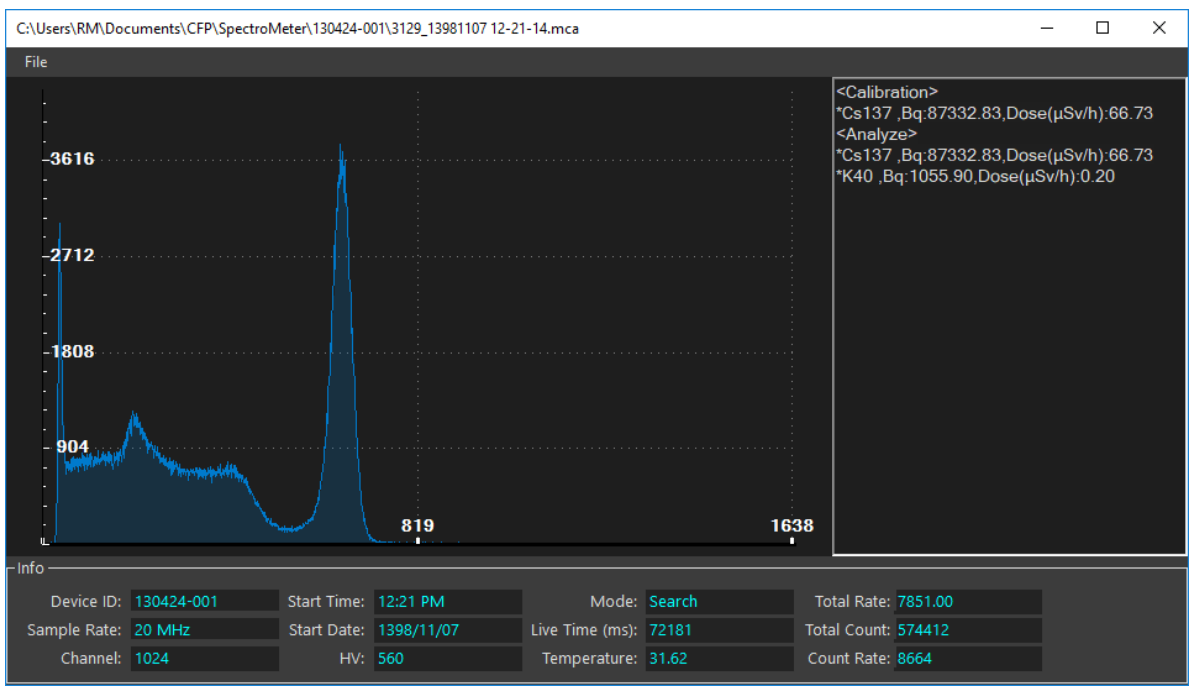 C:\Users\RM\Documents\CFP\SpectroMeter\130424-001\3129_13981107 12-21-14.mca
File
3616
2712
1808
904
819
1638
<Calibration>
*Cs137 ,Bq:87332.83,Dose(µSv/h):66.73
<Analyze>
*Cs137 ,Bq:87332.83,Dose(µSv/h):66.73
*K40 ,Bq:1055.90,Dose(µSv/h):0.20
Info
Device ID: 130424-001 Start Time: 12:21 PM Mode: Search Total Rate: 7851.00
Sample Rate: 20 MHz Start Date: 1398/11/07 Live Time (ms): 72181 Total Count: 574412
Channel: 1024 HV: 560 Temperature: 31.62 Count Rate: 8664